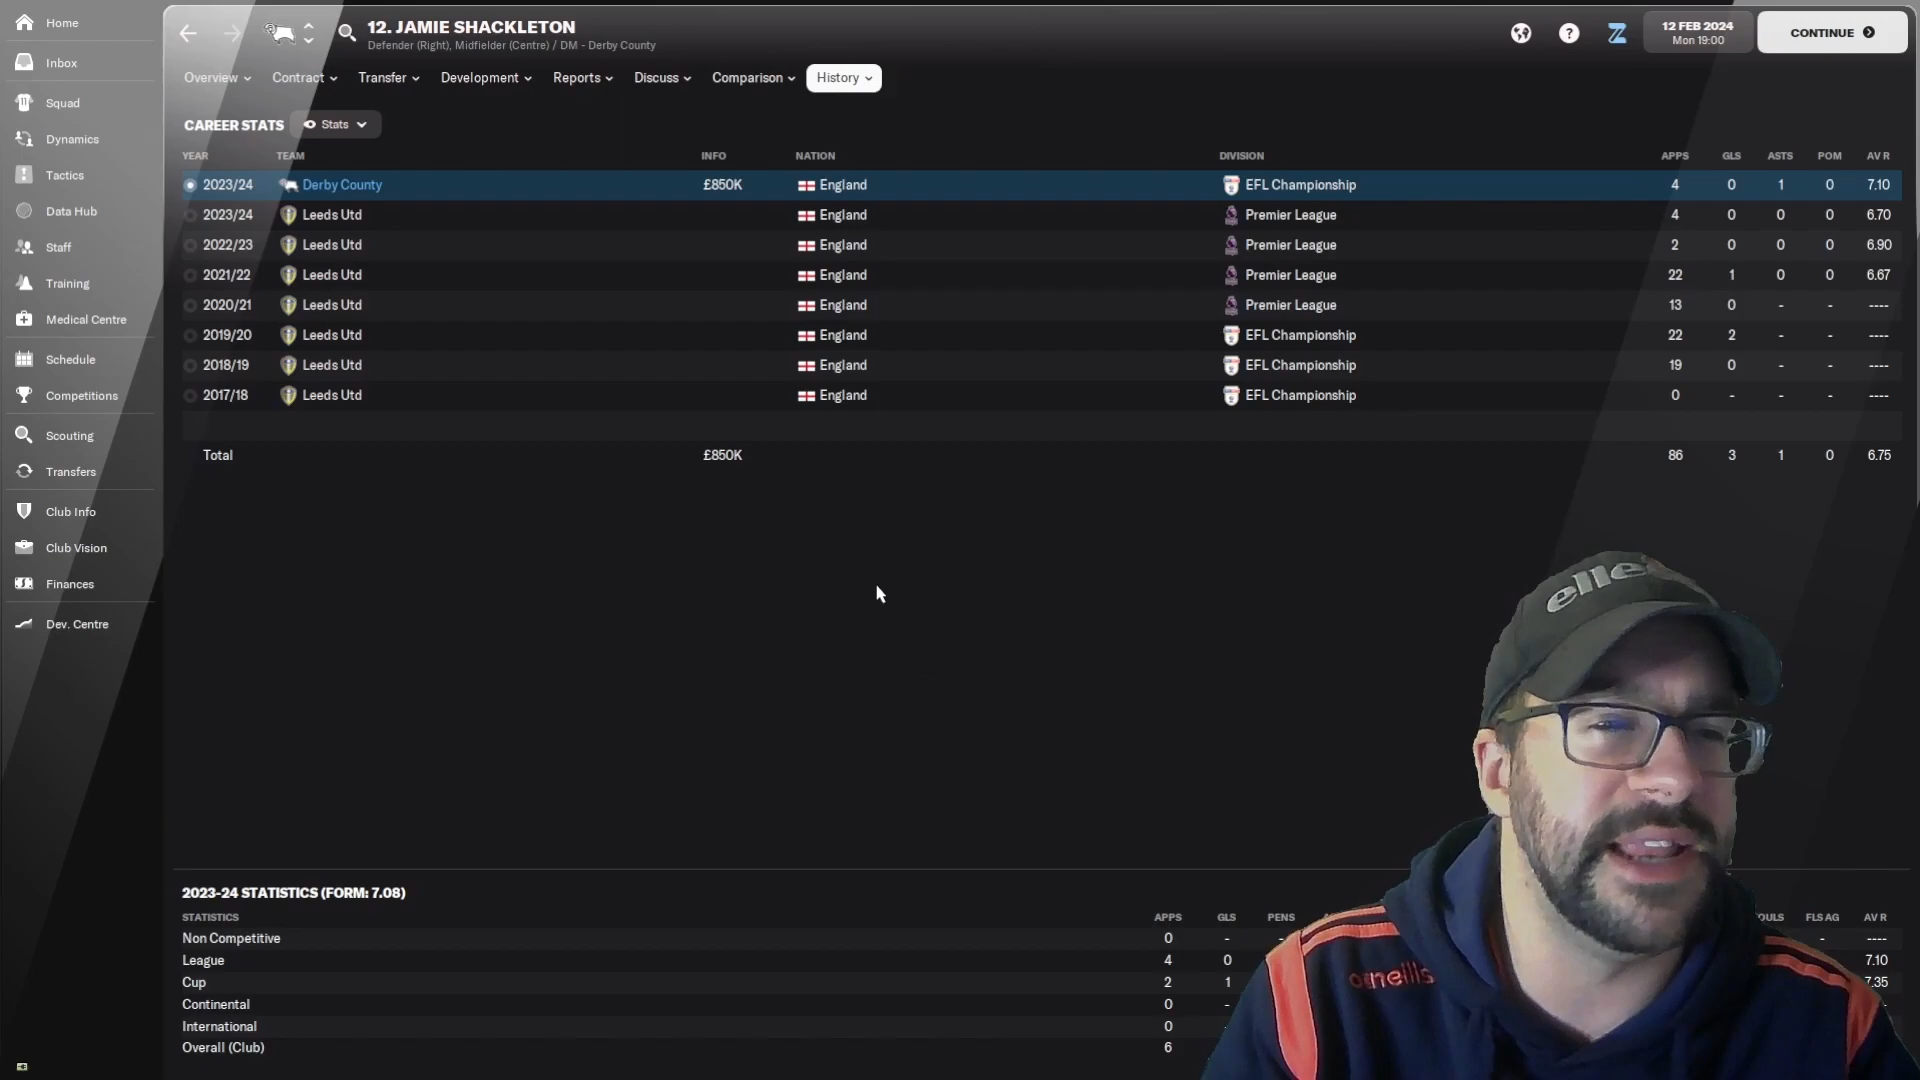 Home
Inbox
Squad
Dynamics
Tactics
Data Hub
Staff
Training
Medical Centre
Schedule
Competitions
Scouting
Transfers
Club Info
Club Vision
Finances
Dev. Centre
12. JAMIE SHACKLETON
Defender (Right), Midfielder (Centre) / DM - Derby County
12 FEB 2024
Mon 19:00
CONTINUE
Overview Contract Transfer Development Reports Discuss Comparison History
CAREER STATS Stats
YEAR TEAM INFO NATION DIVISION APPS GLS ASTS POM AV R
2023/24 Derby County £850K England EFL Championship 4 0 1 0 7.10
2023/24 Leeds Utd England Premier League 4 0 0 0 6.70
2022/23 Leeds Utd England Premier League 2 0 0 0 6.90
2021/22 Leeds Utd England Premier League 22 1 0 0 6.67
2020/21 Leeds Utd England Premier League 13 0 - - ----
2019/20 Leeds Utd England EFL Championship 22 2 - - ----
2018/19 Leeds Utd England EFL Championship 19 0 - - ----
2017/18 Leeds Utd England EFL Championship 0 - - - ----
Total £850K 86 3 1 0 6.75
2023-24 STATISTICS (FORM: 7.08)
STATISTICS APPS GLS PENS FLS AG AV R
Non Competitive 0 - - - ----
League 4 0 7.10
Cup 2 1 7.35
Continental 0 -
International 0 -
Overall (Club) 6
elle
o'neills